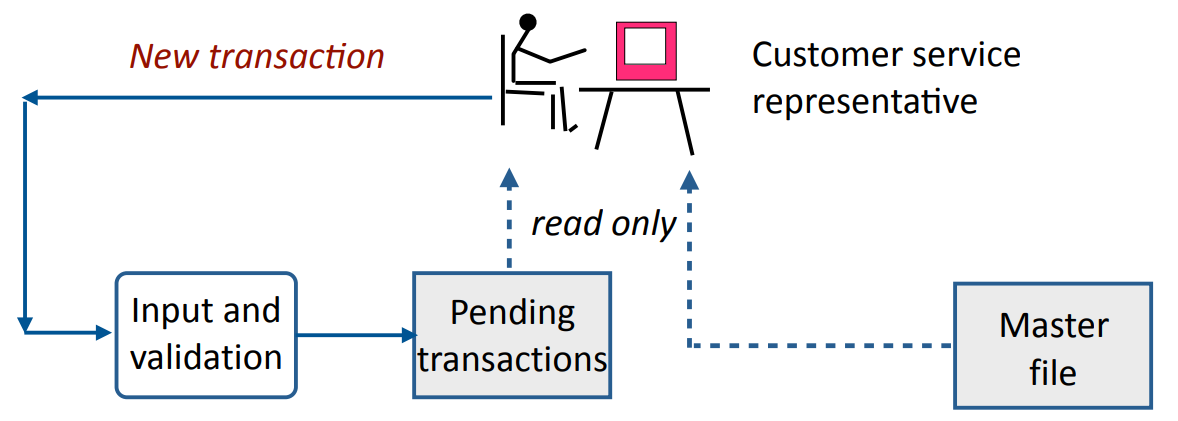 New transaction
Customer service
representative
read only
Input and
validation
Pending
transactions
Master
file